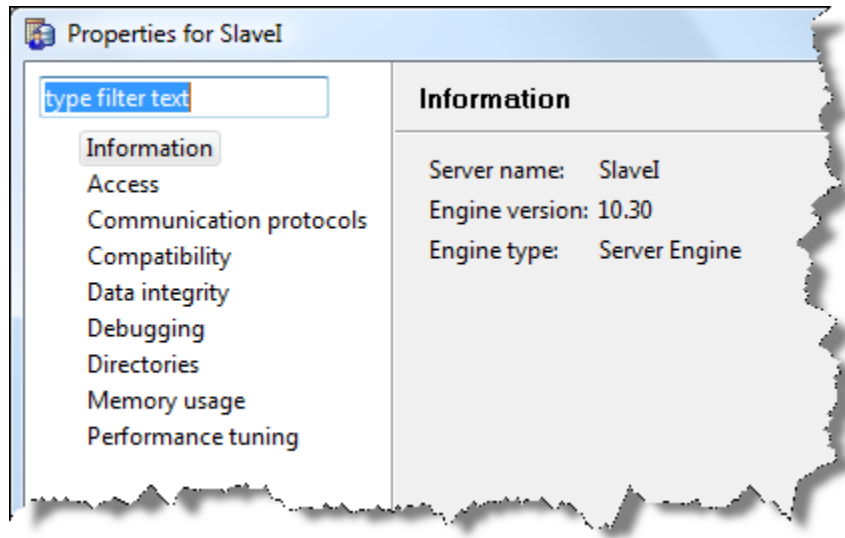 Properties for SlaveI
type filter text
Information
Access
Communication protocols
Compatibility
Data integrity
Debugging
Directories
Memory usage
Performance tuning
Information
Server name: SlaveI
Engine version: 10.30
Engine type: Server Engine